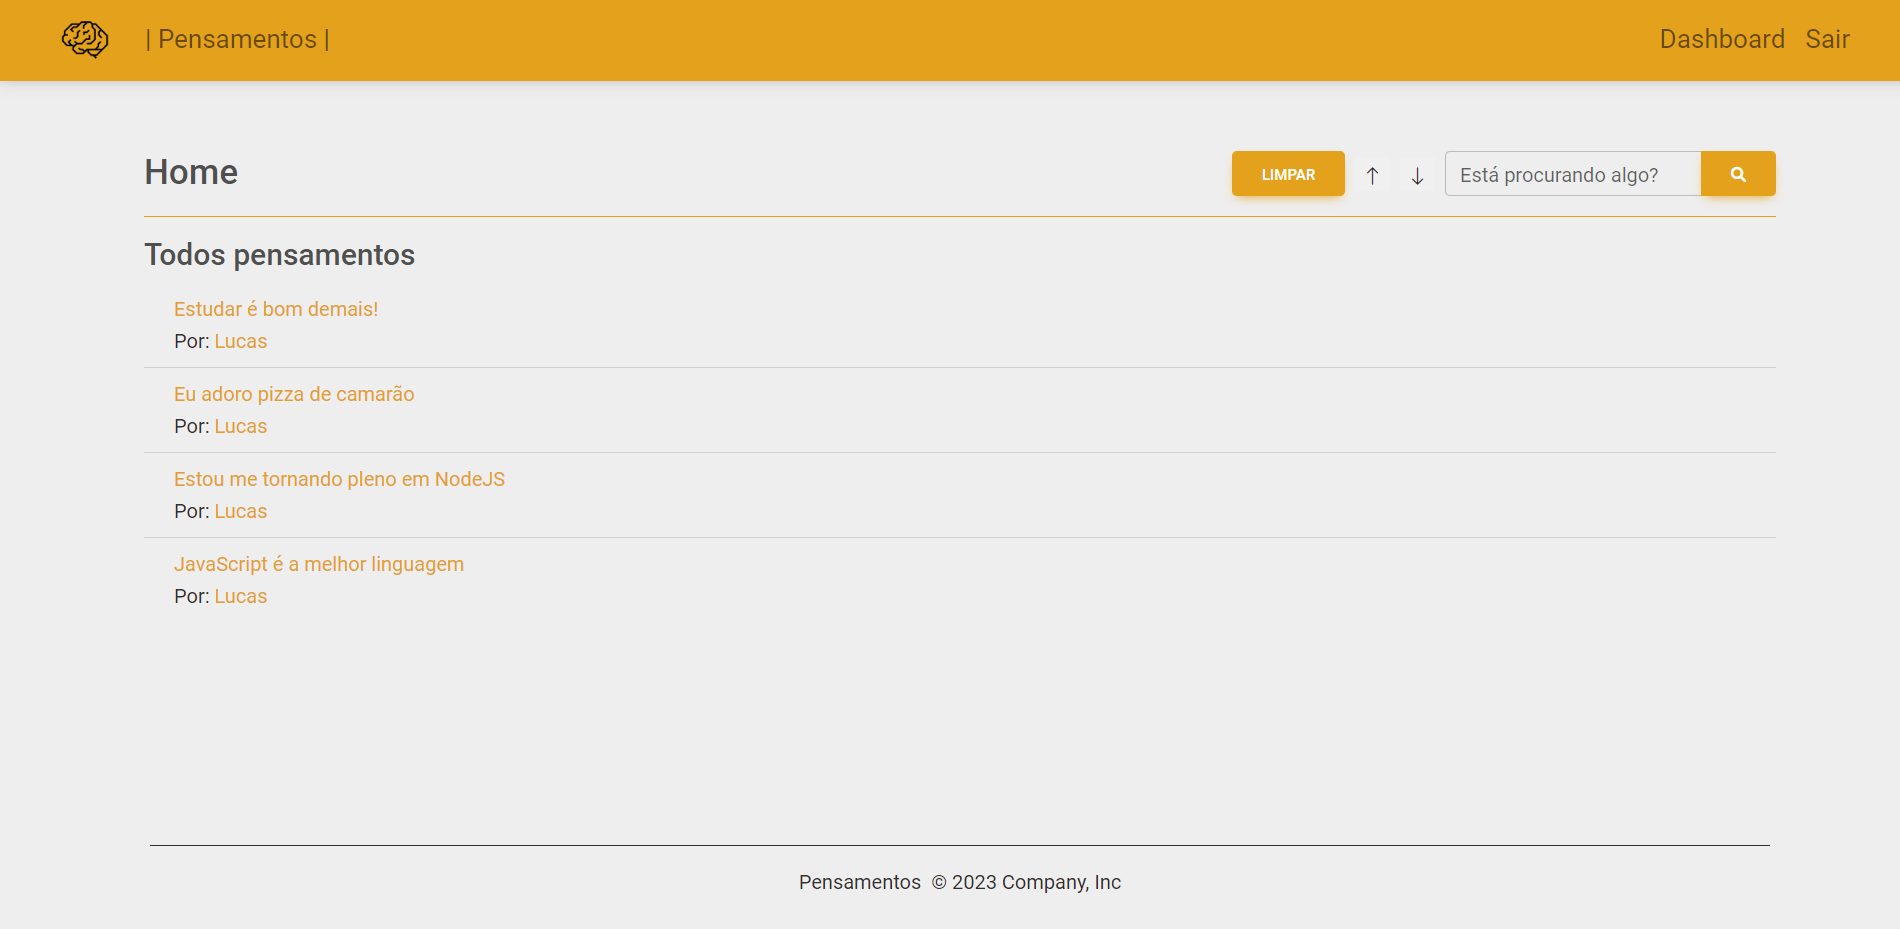 | Pensamentos |
Dashboard Sair
Home
LIMPAR ↑ ↓ Está procurando algo?
Todos pensamentos
Estudar é bom demais!
Por: Lucas
Eu adoro pizza de camarão
Por: Lucas
Estou me tornando pleno em NodeJS
Por: Lucas
JavaScript é a melhor linguagem
Por: Lucas
Pensamentos © 2023 Company, Inc